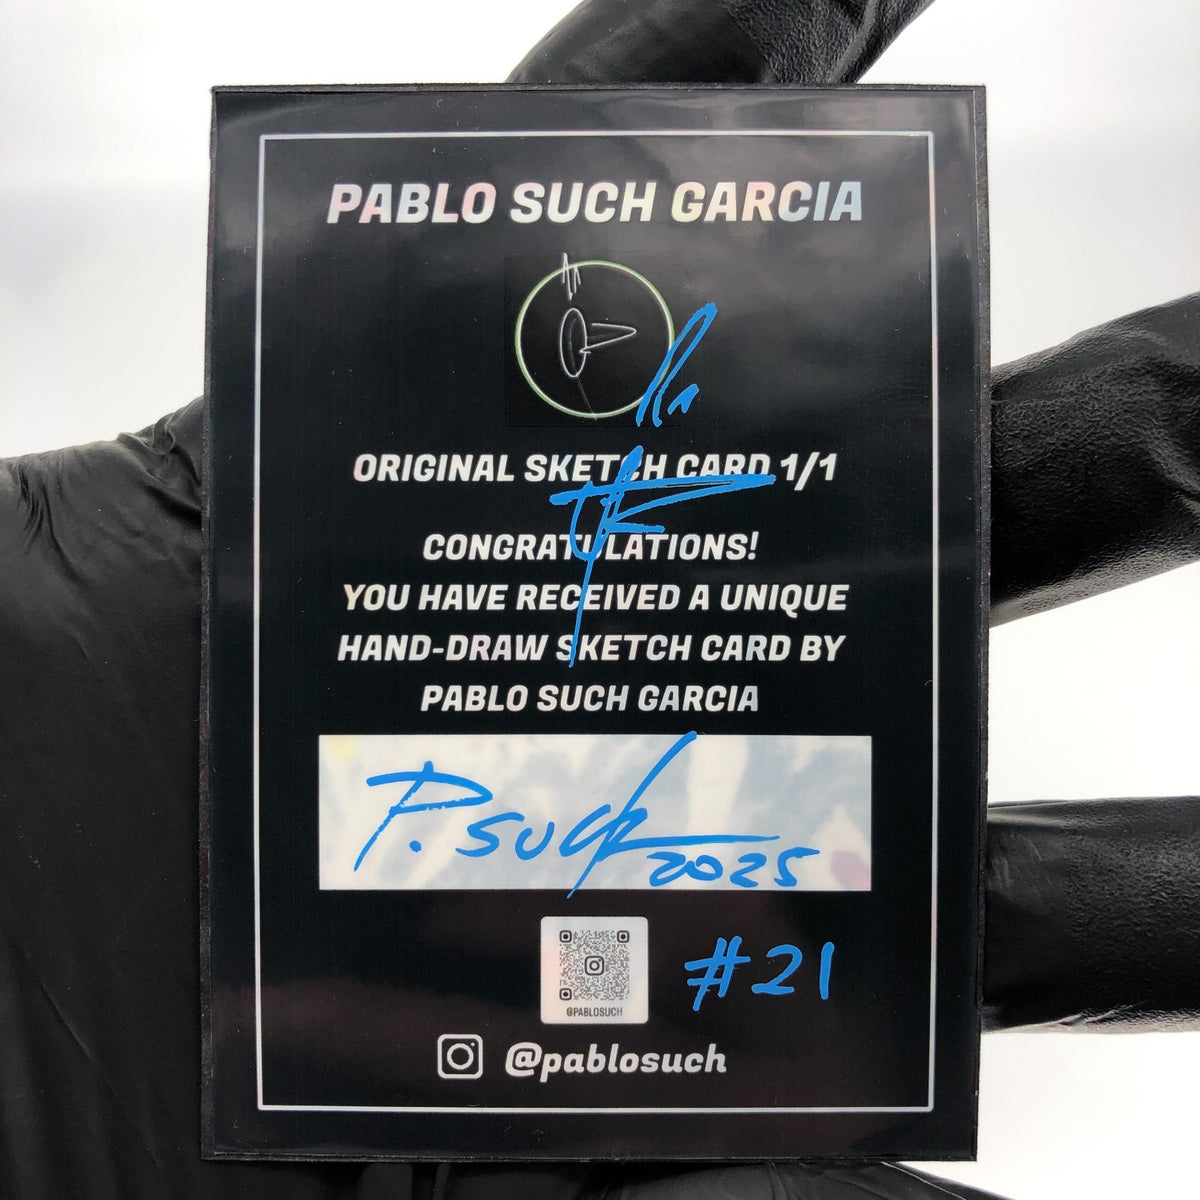 PABLO SUCH GARCIA
ORIGINAL SKETCH CARD 1/1
CONGRATULATIONS!
YOU HAVE RECEIVED A UNIQUE
HAND-DRAW SKETCH CARD BY
PABLO SUCH GARCIA
P. SUCH
2025
#21
@PABLOSUCH
@pablosuch